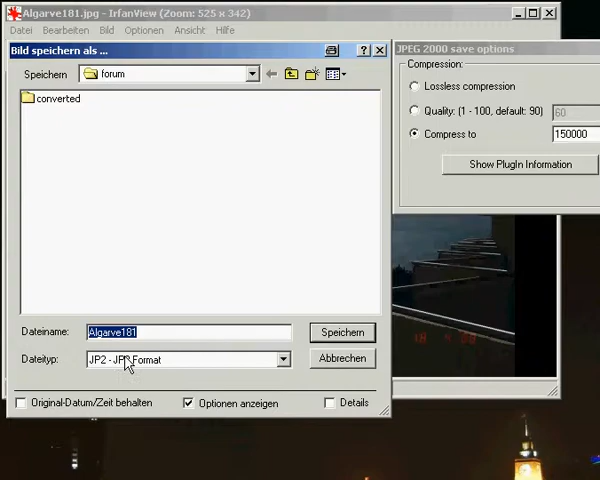 Algarve181.jpg - IrfanView (Zoom: 525 x 342)
Datei Bearbeiten Bild Optionen Ansicht Hilfe
Bild speichern als ...
JPEG 2000 save options
Speichern
forum
Compression:
converted
Lossless compression
Quality: (1 - 100, default: 90) 60
Compress to 150000
Show PlugIn Information
Dateiname: Algarve181 Speichern
Dateityp: JP2 - JP2 Format Abbrechen
Original-Datum/Zeit behalten Optionen anzeigen Details